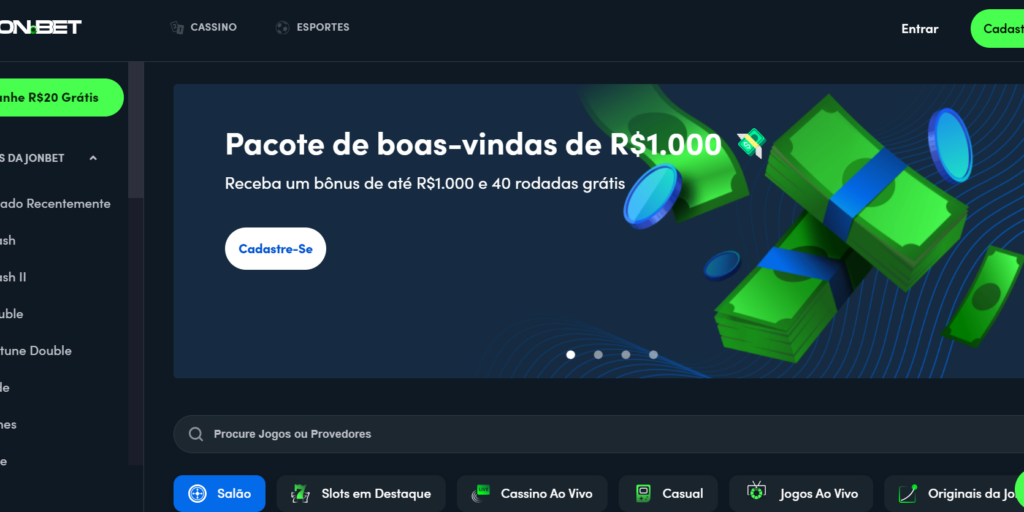 ON.BET
CASSINO
ESPORTES
Entrar
Cadast
nhe R$20 Grátis
S DA JONBET
ado Recentemente
ash
ash II
uble
tune Double
de
nes
e
Pacote de boas-vindas de R$1.000
Receba um bônus de até R$1.000 e 40 rodadas grátis
Cadastre-Se
Procure Jogos ou Provedores
Salão
Slots em Destaque
Cassino Ao Vivo
Casual
Jogos Ao Vivo
Originais da Jo